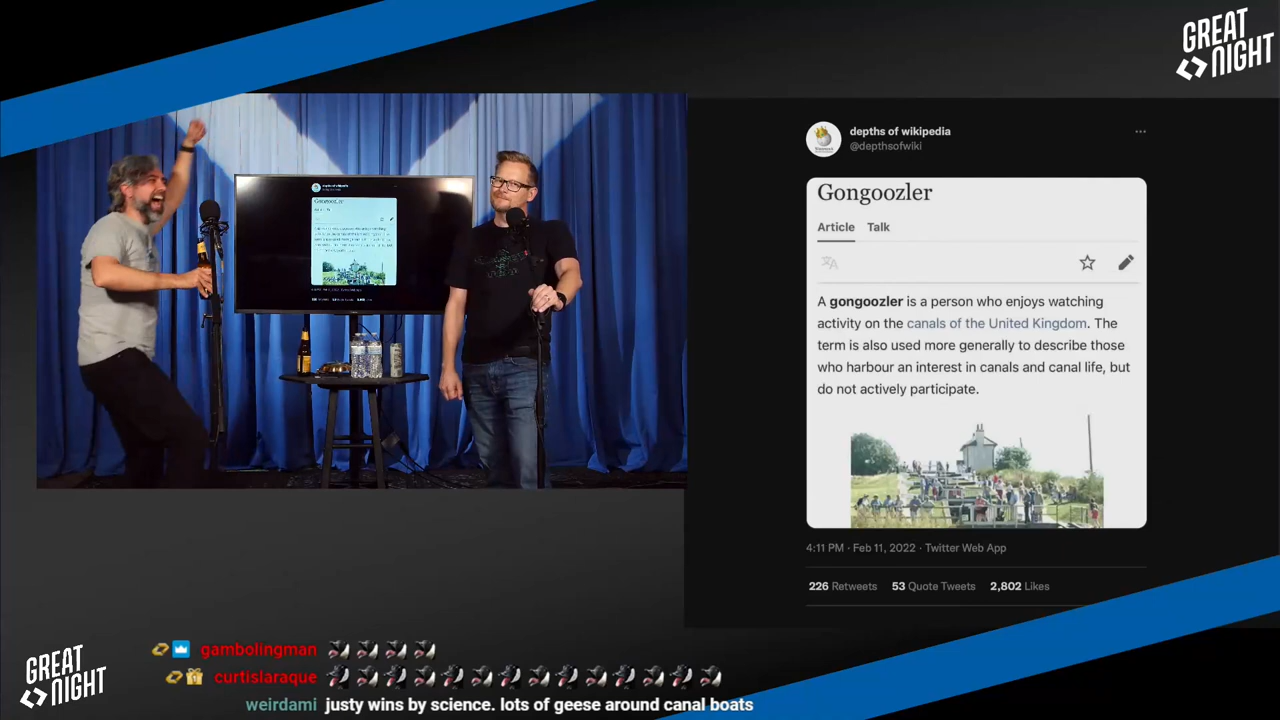 GREAT
NIGHT
depths of wikipedia
@depthsofwiki
Gongoozler
Article Talk
A gongoozler is a person who enjoys watching
activity on the canals of the United Kingdom. The
term is also used more generally to describe those
who harbour an interest in canals and canal life, but
do not actively participate.
4:11 PM · Feb 11, 2022 · Twitter Web App
226 Retweets 53 Quote Tweets 2,802 Likes
Gongoozler
GREAT
NIGHT
gambolingman
curtislaraque
weirdami justy wins by science. lots of geese around canal boats